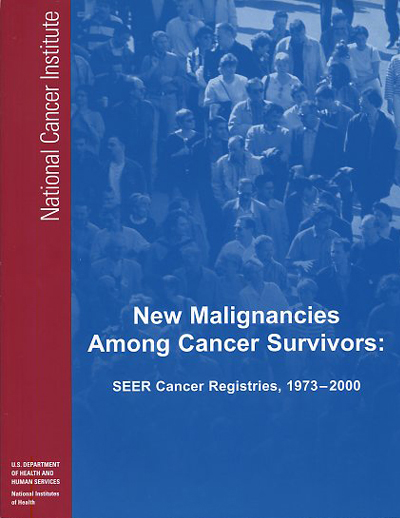 National Cancer Institute
New Malignancies
Among Cancer Survivors:
SEER Cancer Registries, 1973–2000
U.S. DEPARTMENT
OF HEALTH AND
HUMAN SERVICES
National Institutes
of Health